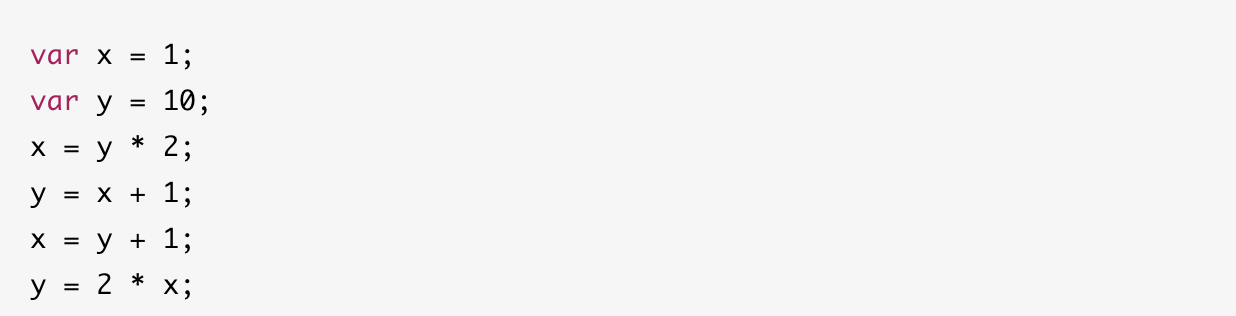 var x = 1;
var y = 10;
x = y * 2;
y = x + 1;
x = y + 1;
y = 2 * x;